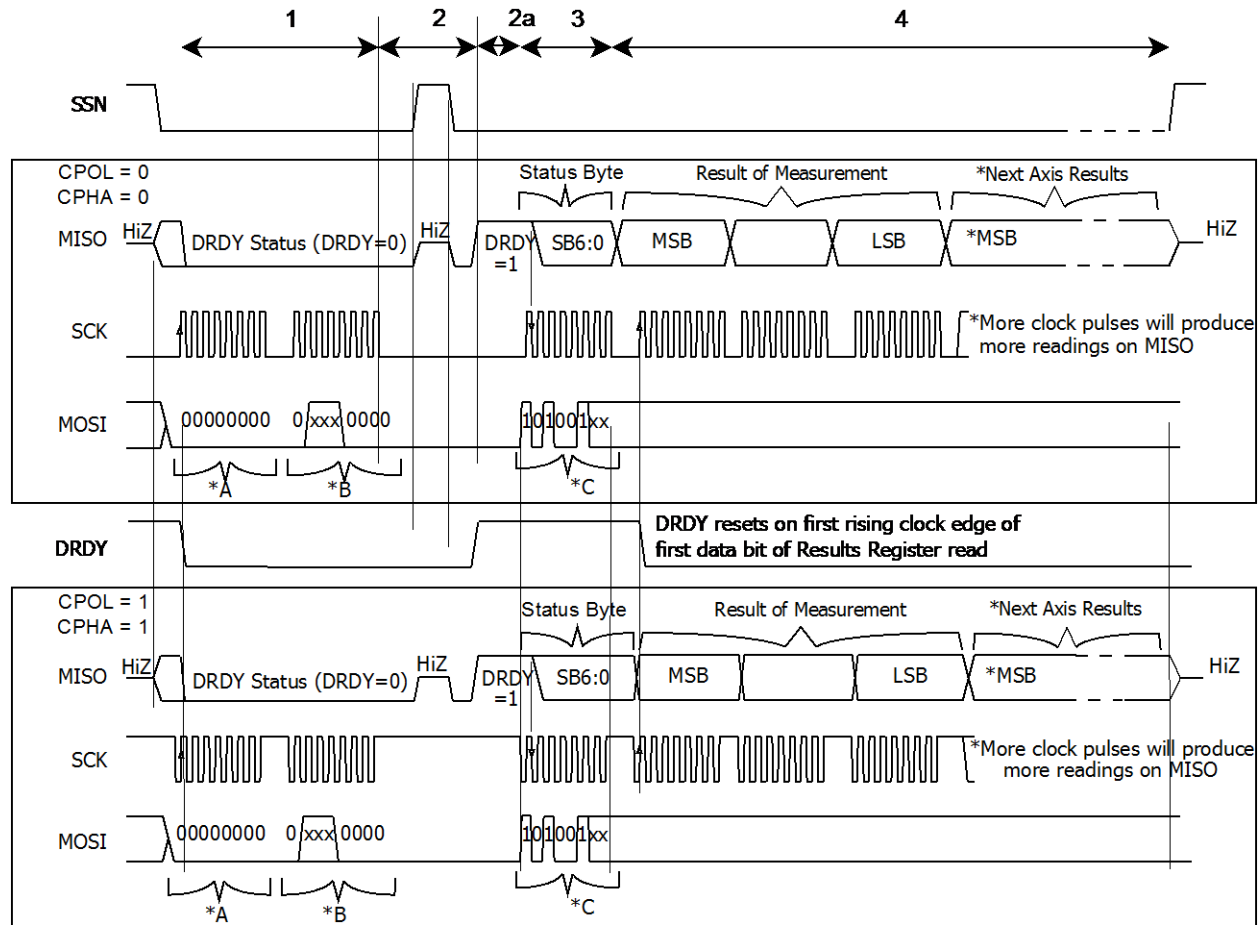 1 2 2a 3 4
SSN
CPOL = 0
CPHA = 0
Status Byte Result of Measurement *Next Axis Results
MISO HiZ DRDY Status (DRDY=0) HiZ DRDY =1 SB6:0 MSB LSB *MSB HiZ
SCK
*More clock pulses will produce
more readings on MISO
MOSI 00000000 0 xxx 0000 101001xx
*A *B *C
DRDY
DRDY resets on first rising clock edge of
first data bit of Results Register read
CPOL = 1
CPHA = 1
Status Byte Result of Measurement *Next Axis Results
MISO HiZ DRDY Status (DRDY=0) HiZ DRDY =1 SB6:0 MSB LSB *MSB HiZ
SCK
*More clock pulses will produce
more readings on MISO
MOSI 00000000 0 xxx 0000 101001xx
*A *B *C